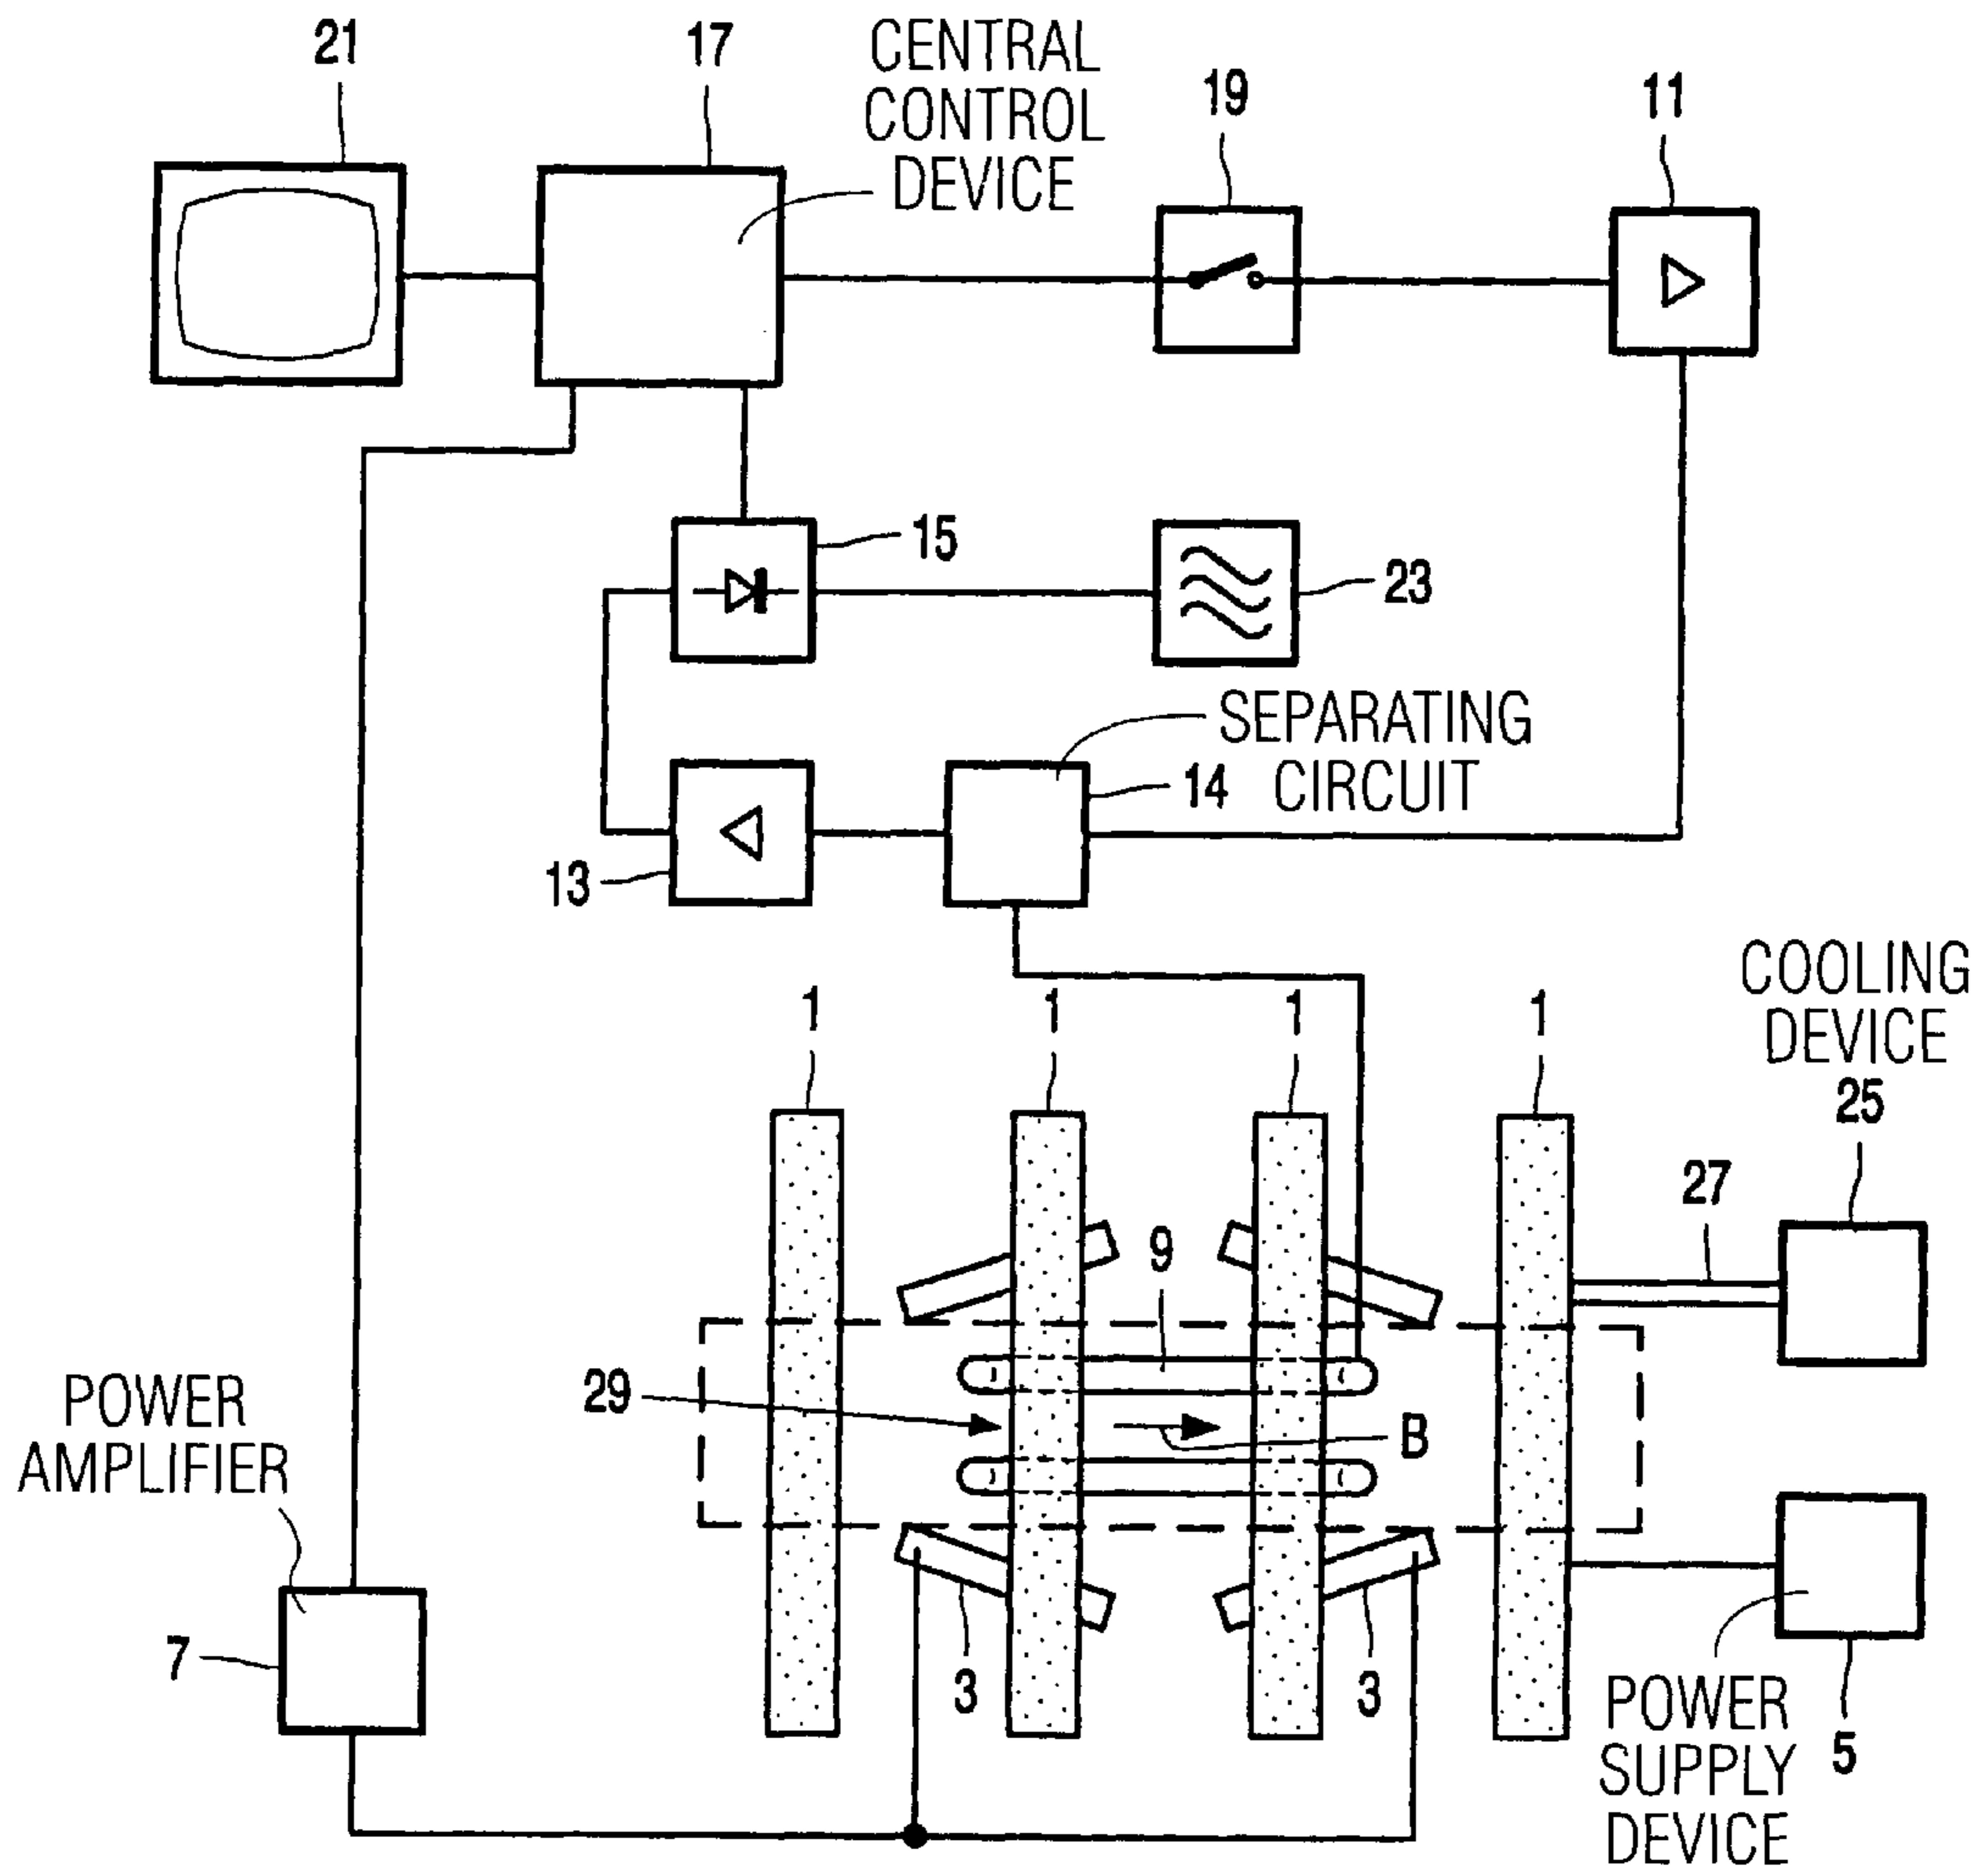 21
17
CENTRAL
CONTROL
DEVICE
19
11
15
23
SEPARATING
14 CIRCUIT
13
1
1
1
1
COOLING
DEVICE
25
27
9
29
B
POWER
AMPLIFIER
7
3
3
POWER
SUPPLY 5
DEVICE